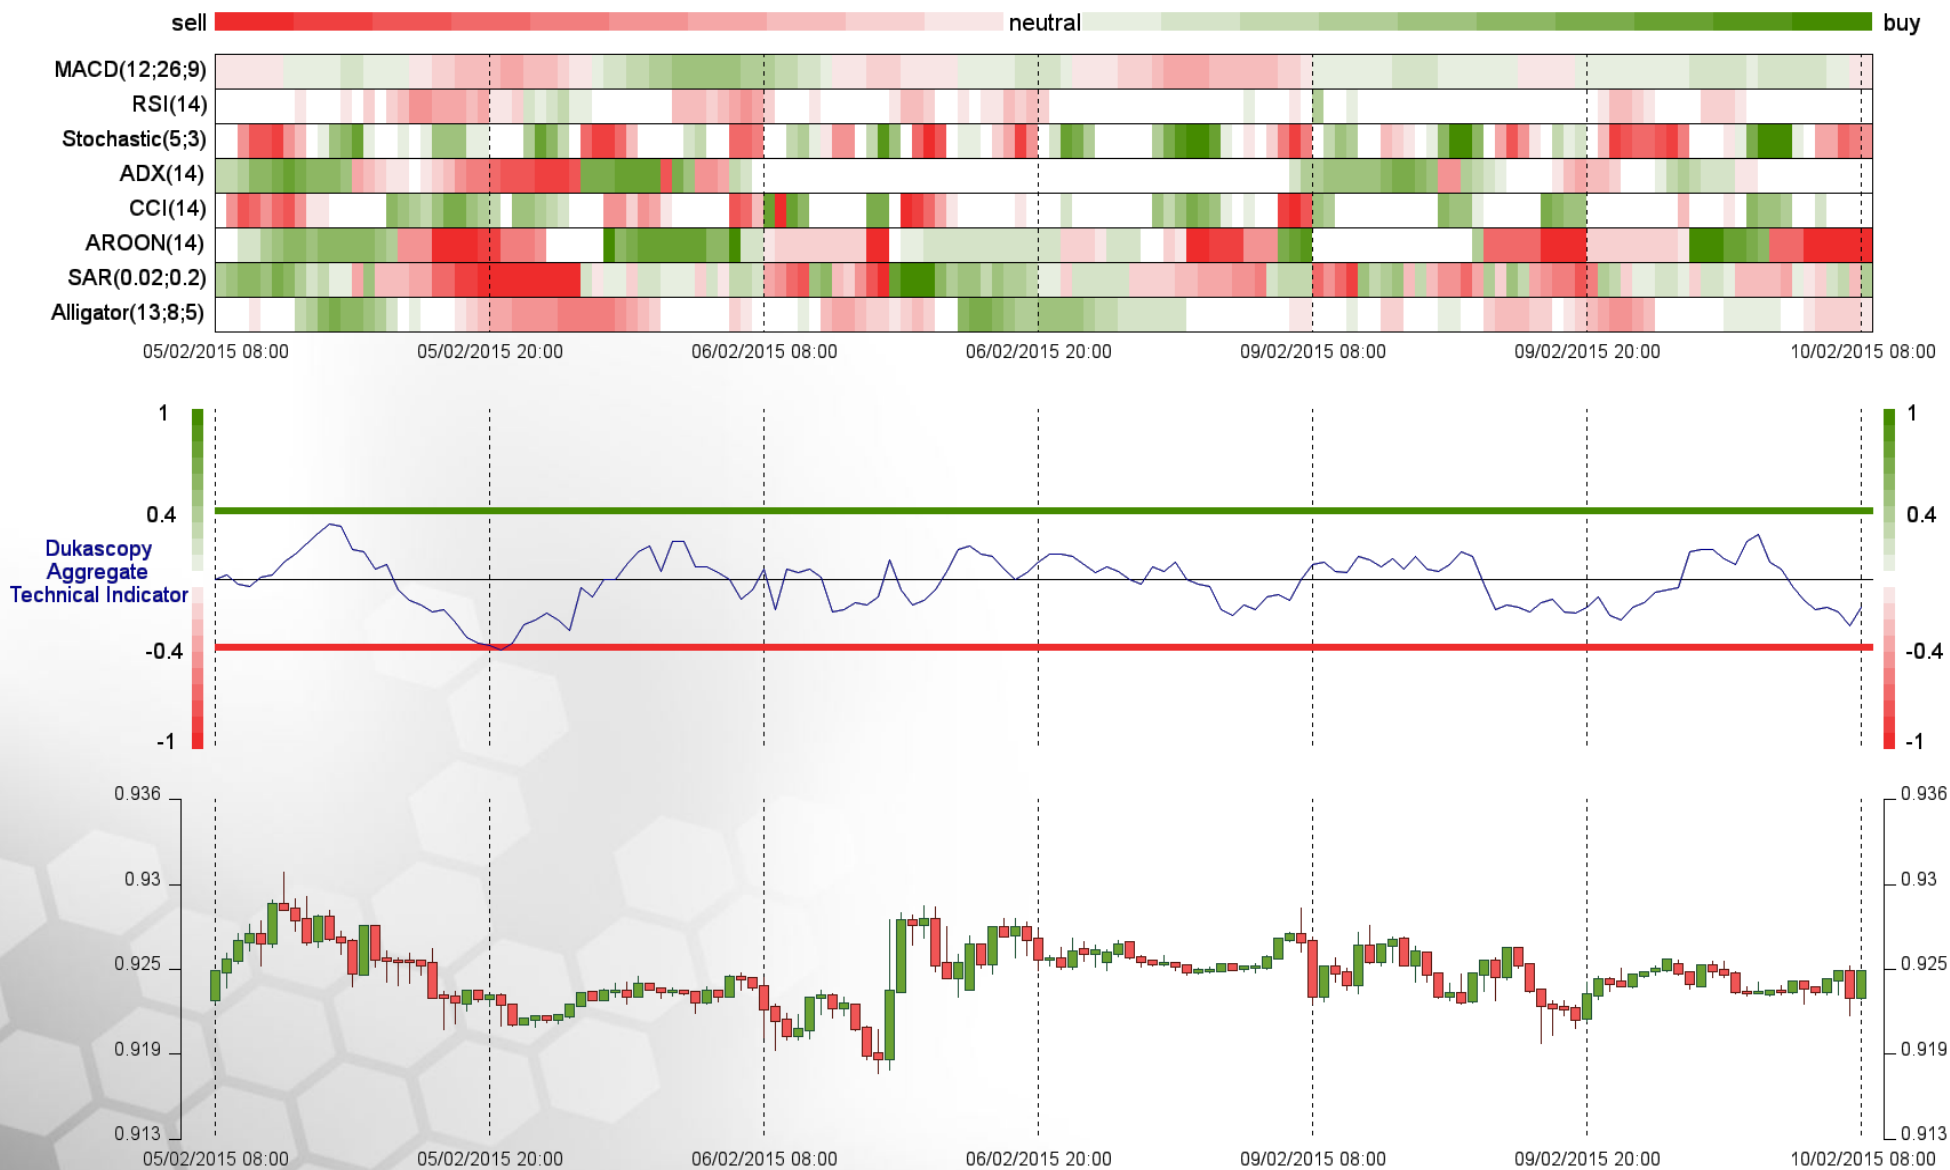 sell neutral buy
MACD(12;26;9)
RSI(14)
Stochastic(5;3)
ADX(14)
CCI(14)
AROON(14)
SAR(0.02;0.2)
Alligator(13;8;5)
05/02/2015 08:00 05/02/2015 20:00 06/02/2015 08:00 06/02/2015 20:00 09/02/2015 08:00 09/02/2015 20:00 10/02/2015 08:00
1 1
0.4 0.4
Dukascopy
Aggregate
Technical Indicator
-0.4 -0.4
-1 -1
0.936 0.936
0.93 0.93
0.925 0.925
0.919 0.919
0.913 0.913
05/02/2015 08:00 05/02/2015 20:00 06/02/2015 08:00 06/02/2015 20:00 09/02/2015 08:00 09/02/2015 20:00 10/02/2015 08:00